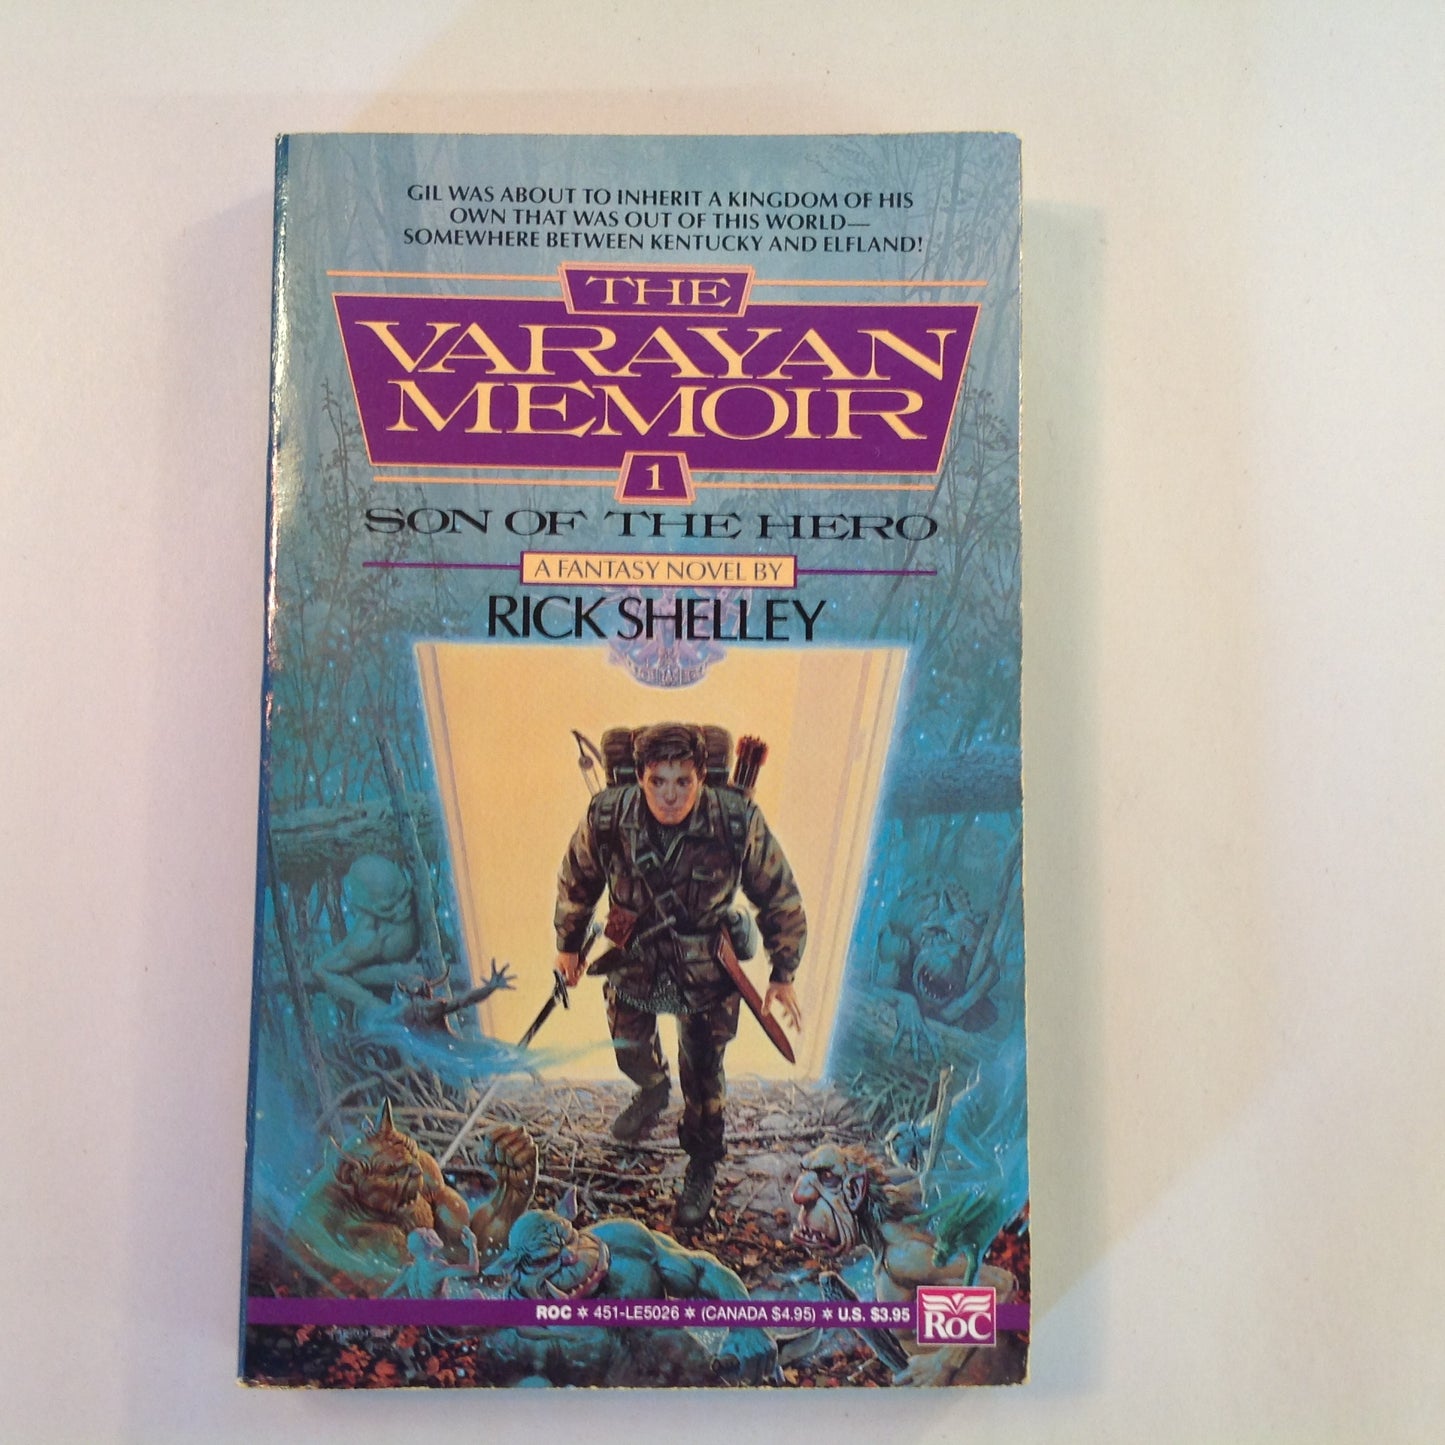 GIL WAS ABOUT TO INHERIT A KINGDOM OF HIS
OWN THAT WAS OUT OF THIS WORLD—
SOMEWHERE BETWEEN KENTUCKY AND ELFLAND!
THE
VARAYAN
MEMOIR
1
SON OF THE HERO
A FANTASY NOVEL BY
RICK SHELLEY
ROC ✶ 451-LE5026 ✶ (CANADA $4.95) ✶ U.S. $3.95
ROC